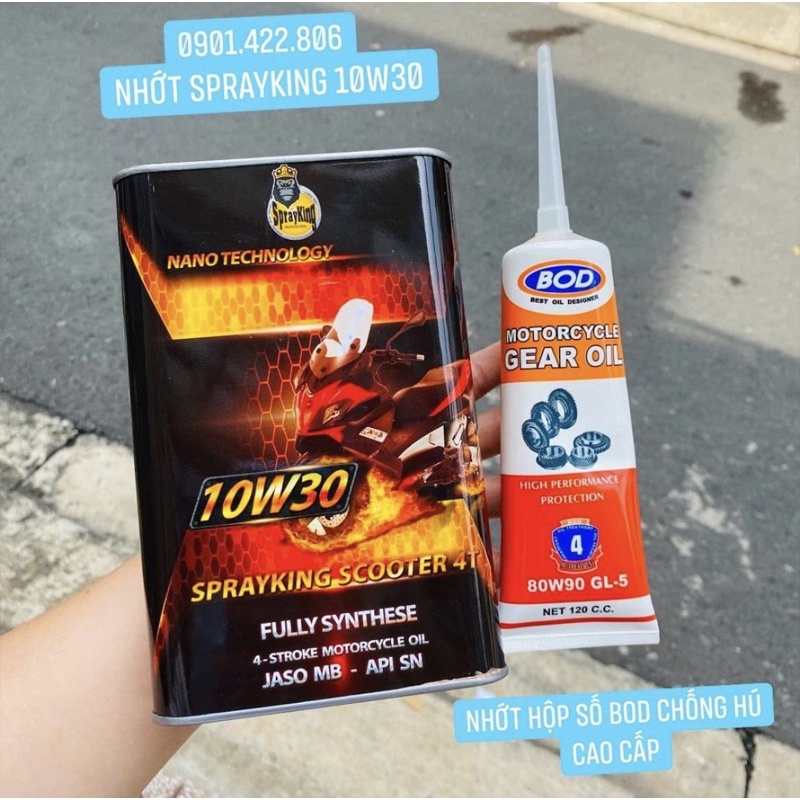 0901.422.806
NHỚT SPRAYKING 10W30
SprayKing
NANO TECHNOLOGY
10W30
SPRAYKING SCOOTER 4T
FULLY SYNTHESE
4-STROKE MOTORCYCLE OIL
JASO MB - API SN
BOD
BEST OIL DESIGNER
MOTORCYCLE
GEAR OIL
HIGH PERFORMANCE
PROTECTION
4
80W90 GL-5
NET 120 C.C.
NHỚT HỘP SỐ BOD CHỐNG HÚ
CAO CẤP